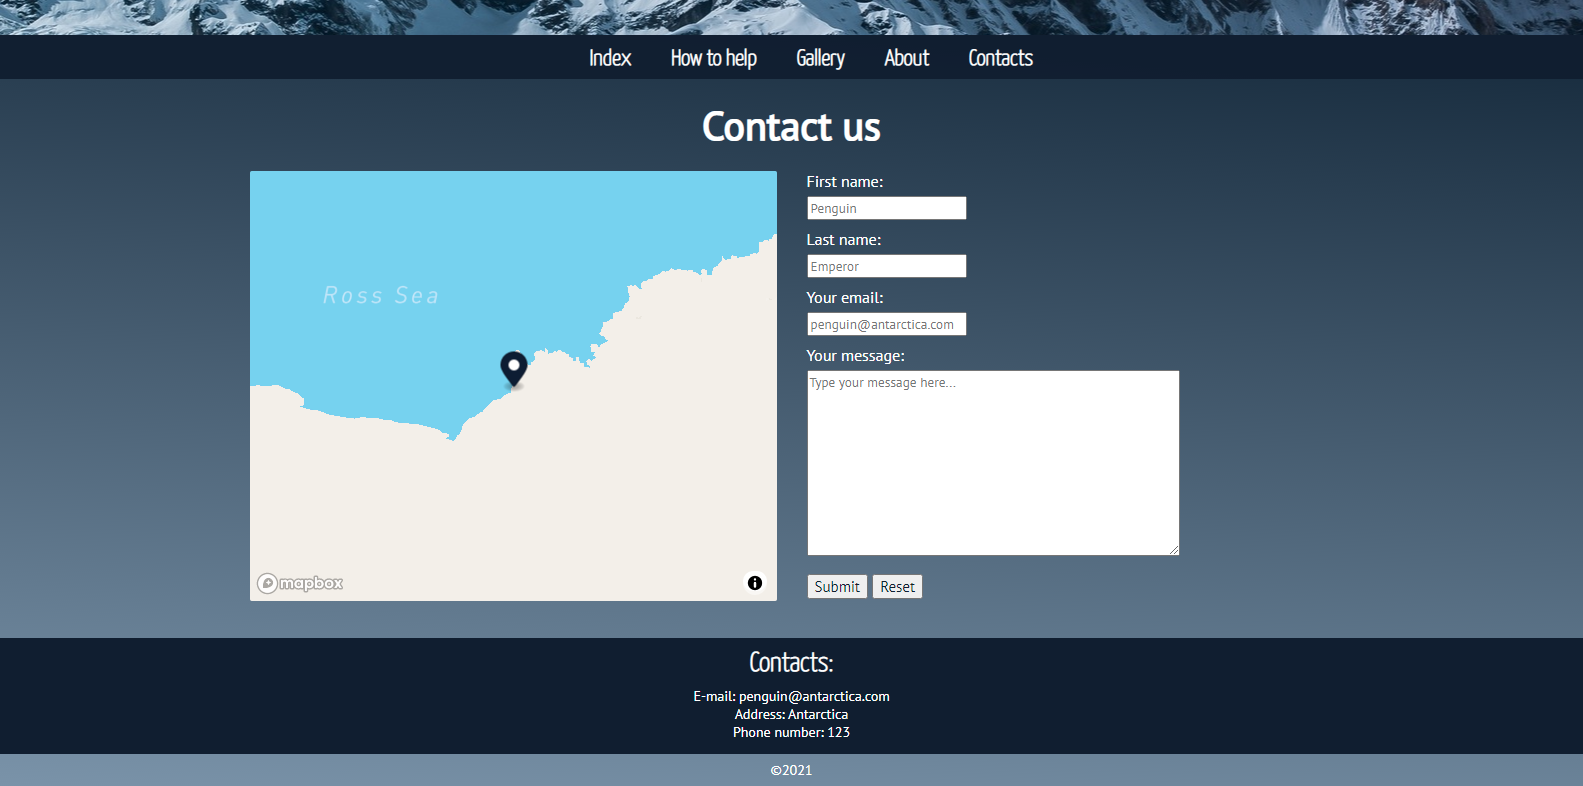 Index How to help Gallery About Contacts
Contact us
Ross Sea
mapbox
First name:
Penguin
Last name:
Emperor
Your email:
penguin@antarctica.com
Your message:
Type your message here...
Submit Reset
Contacts:
E-mail: penguin@antarctica.com
Address: Antarctica
Phone number: 123
©2021